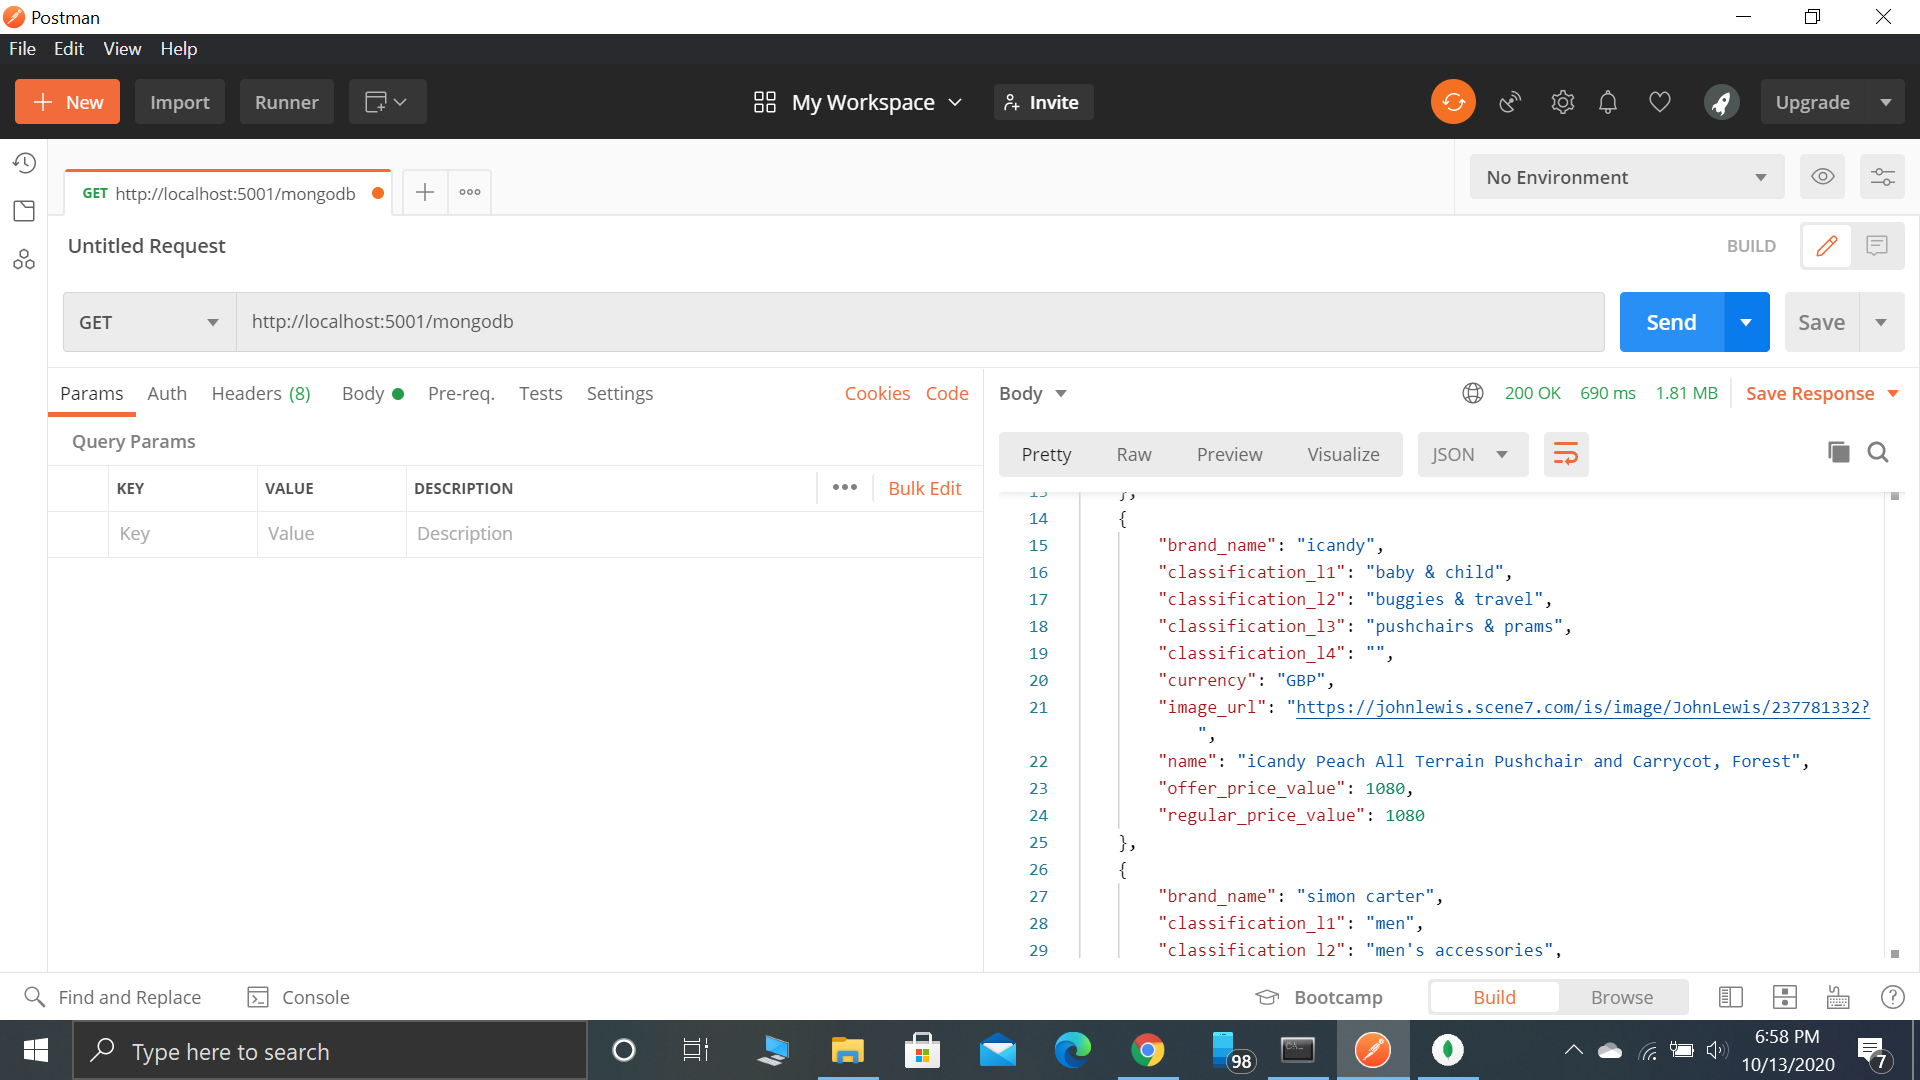 Postman
File Edit View Help
New Import Runner My Workspace Invite Upgrade
GET http://localhost:5001/mongodb No Environment
Untitled Request BUILD
GET http://localhost:5001/mongodb Send Save
Params Auth Headers (8) Body Pre-req. Tests Settings Cookies Code
Query Params
KEY VALUE DESCRIPTION Bulk Edit
Key Value Description
Body 200 OK 690 ms 1.81 MB Save Response
Pretty Raw Preview Visualize JSON
13 },
14 {
15 "brand_name": "icandy",
16 "classification_l1": "baby & child",
17 "classification_l2": "buggies & travel",
18 "classification_l3": "pushchairs & prams",
19 "classification_l4": "",
20 "currency": "GBP",
21 "image_url": "https://johnlewis.scene7.com/is/image/JohnLewis/237781332?
",
22 "name": "iCandy Peach All Terrain Pushchair and Carrycot, Forest",
23 "offer_price_value": 1080,
24 "regular_price_value": 1080
25 },
26 {
27 "brand_name": "simon carter",
28 "classification_l1": "men",
29 "classification_l2": "men's accessories",
Find and Replace Console Bootcamp Build Browse
Type here to search 98 6:58 PM
10/13/2020 7